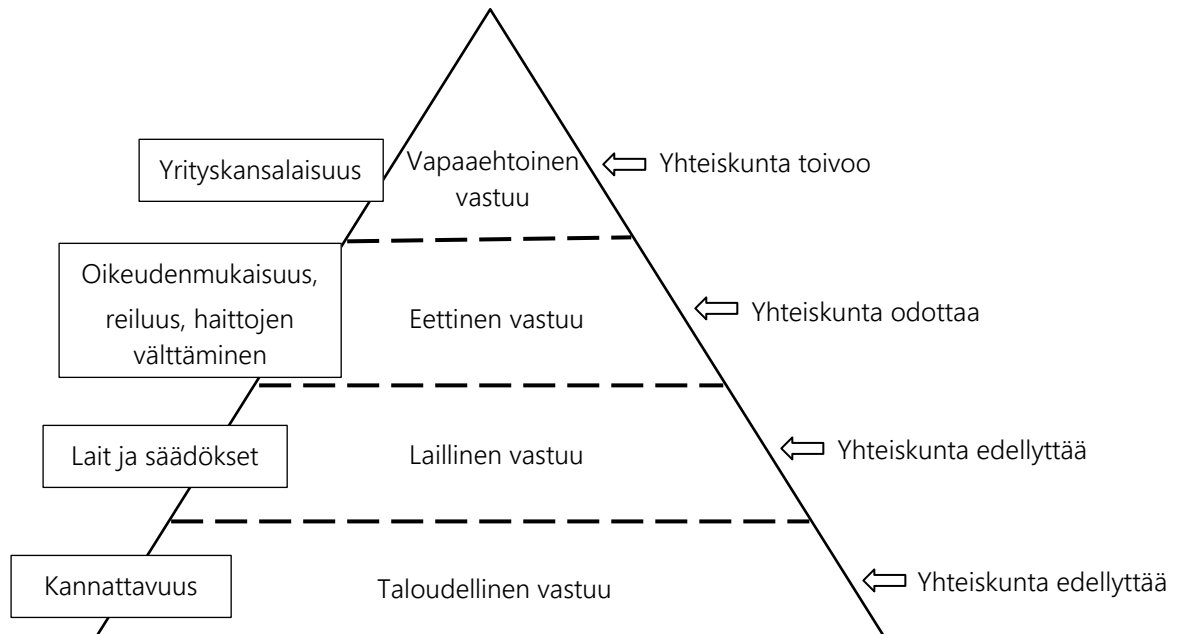 Yrityskansalaisuus
Vapaaehtoinen
vastuu
Yhteiskunta toivoo
Oikeudenmukaisuus,
reiluus, haittojen
välttäminen
Eettinen vastuu
Yhteiskunta odottaa
Lait ja säädökset
Laillinen vastuu
Yhteiskunta edellyttää
Kannattavuus
Taloudellinen vastuu
Yhteiskunta edellyttää